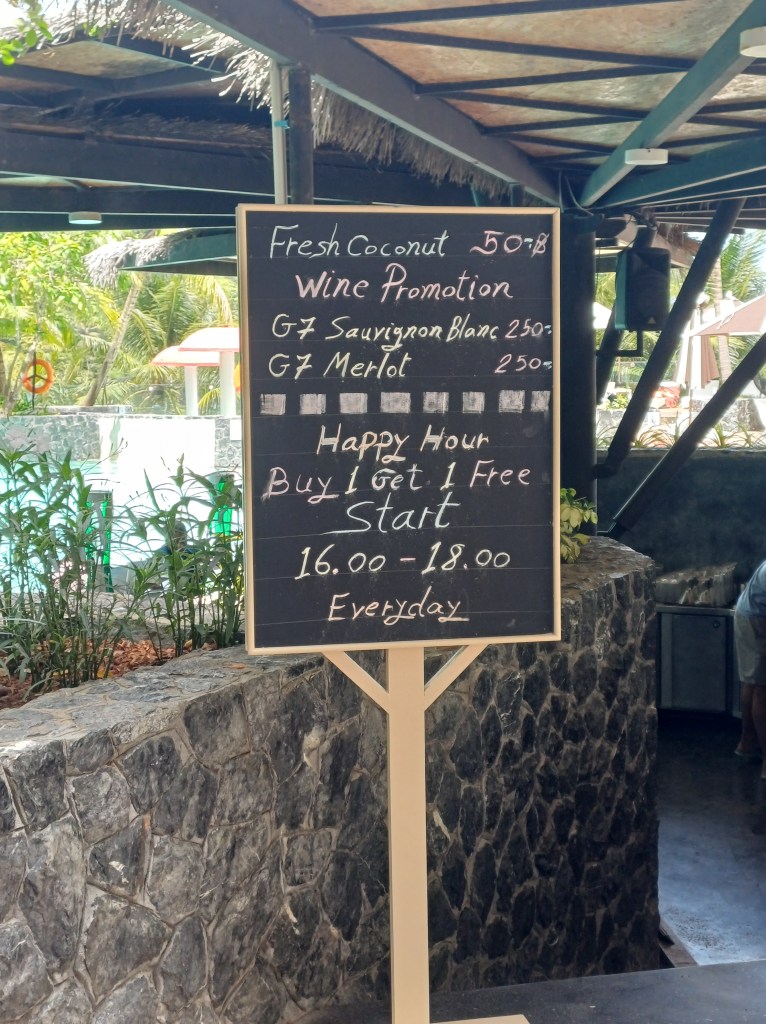 Fresh Coconut 50.-฿
Wine Promotion
G7 Sauvignon Blanc 250.-
G7 Merlot 250.-
Happy Hour
Buy 1 Get 1 Free
Start
16.00 - 18.00
Everyday